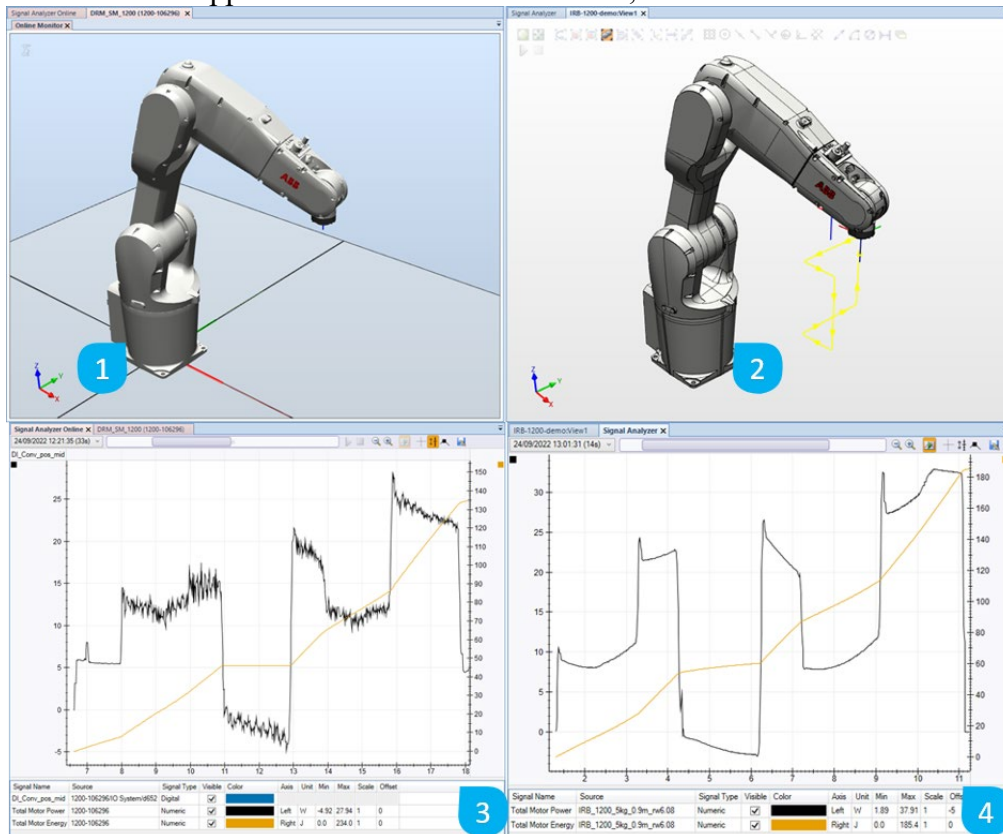 Signal Analyzer Online DRM_SM_1200 (1200-106296) X
Online Monitor X
ABB
Z
Y
X
1
Signal Analyzer IRB-1200-demo:View1 X
ABB
Z
Y
X
2
Signal Analyzer Online X DRM_SM_1200 (1200-106296)
24/09/2022 12:21:35 (33s)
DI_Conv_pos_mid
25
20
15
10
5
0
-5
150
140
130
120
110
100
90
80
70
60
50
40
30
20
10
0
7 8 9 10 11 12 13 14 15 16 17 18
Signal Name Source Signal Type Visible Color Axis Unit Min Max Scale Offset
DI_Conv_pos_mid 1200-106296/IO System/d652 Digital
Total Motor Power 1200-106296 Numeric Left W -4.92 27.94 1 0
Total Motor Energy 1200-106296 Numeric Right J 0.0 234.0 1 0
3
IRB-1200-demo:View1 Signal Analyzer X
24/09/2022 13:01:31 (14s)
30
25
20
15
10
5
0
180
160
140
120
100
80
60
40
20
0
2 3 4 5 6 7 8 9 10 11
Signal Name Source Signal Type Visible Color Axis Unit Min Max Scale Offset
Total Motor Power IRB_1200_5kg_0.9m_rw6.08 Numeric Left W 1.89 37.91 1 -5
Total Motor Energy IRB_1200_5kg_0.9m_rw6.08 Numeric Right J 0.0 185.4 1 0
4